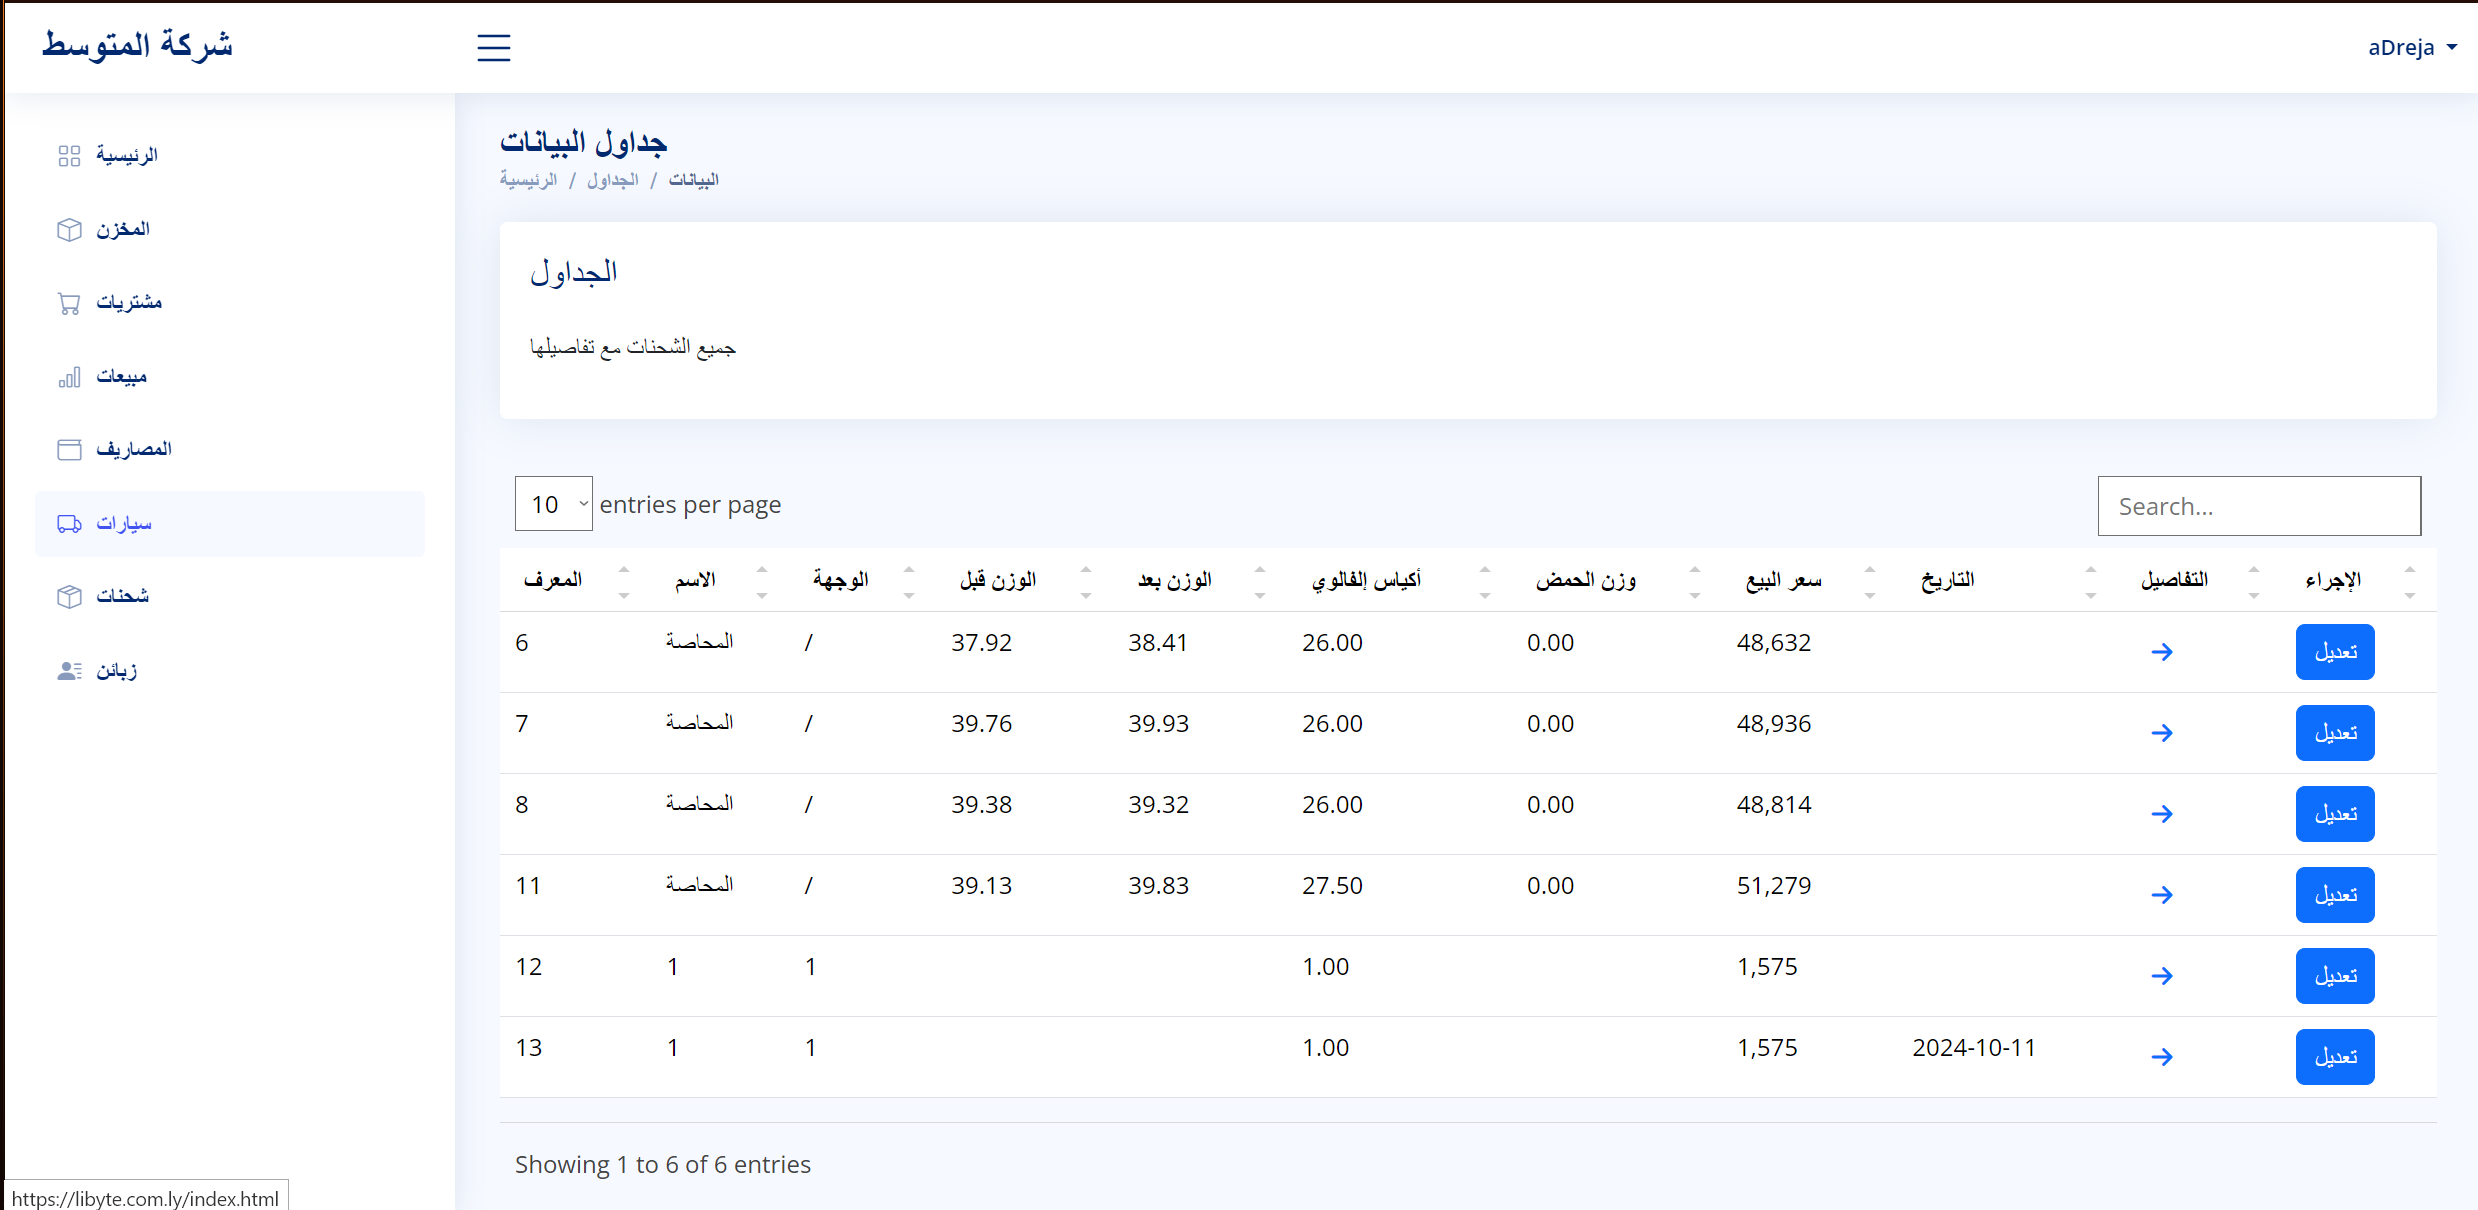 شركة المتوسط
aDreja
الرئيسية
المخزن
مشتريات
مبيعات
المصاريف
سيارات
شحنات
زبائن
جداول البيانات
الرئيسية / الجداول / البيانات
الجداول
جميع الشحنات مع تفاصيلها
10 entries per page
Search...
المعرف الاسم الوجهة الوزن قبل الوزن بعد أكياس إلفالوي وزن الحمض سعر البيع التاريخ التفاصيل الإجراء
6 المحاصة / 37.92 38.41 26.00 0.00 48,632 → تعديل
7 المحاصة / 39.76 39.93 26.00 0.00 48,936 → تعديل
8 المحاصة / 39.38 39.32 26.00 0.00 48,814 → تعديل
11 المحاصة / 39.13 39.83 27.50 0.00 51,279 → تعديل
12 1 1 1.00 1,575 → تعديل
13 1 1 1.00 1,575 2024-10-11 → تعديل
Showing 1 to 6 of 6 entries
https://libyte.com.ly/index.html